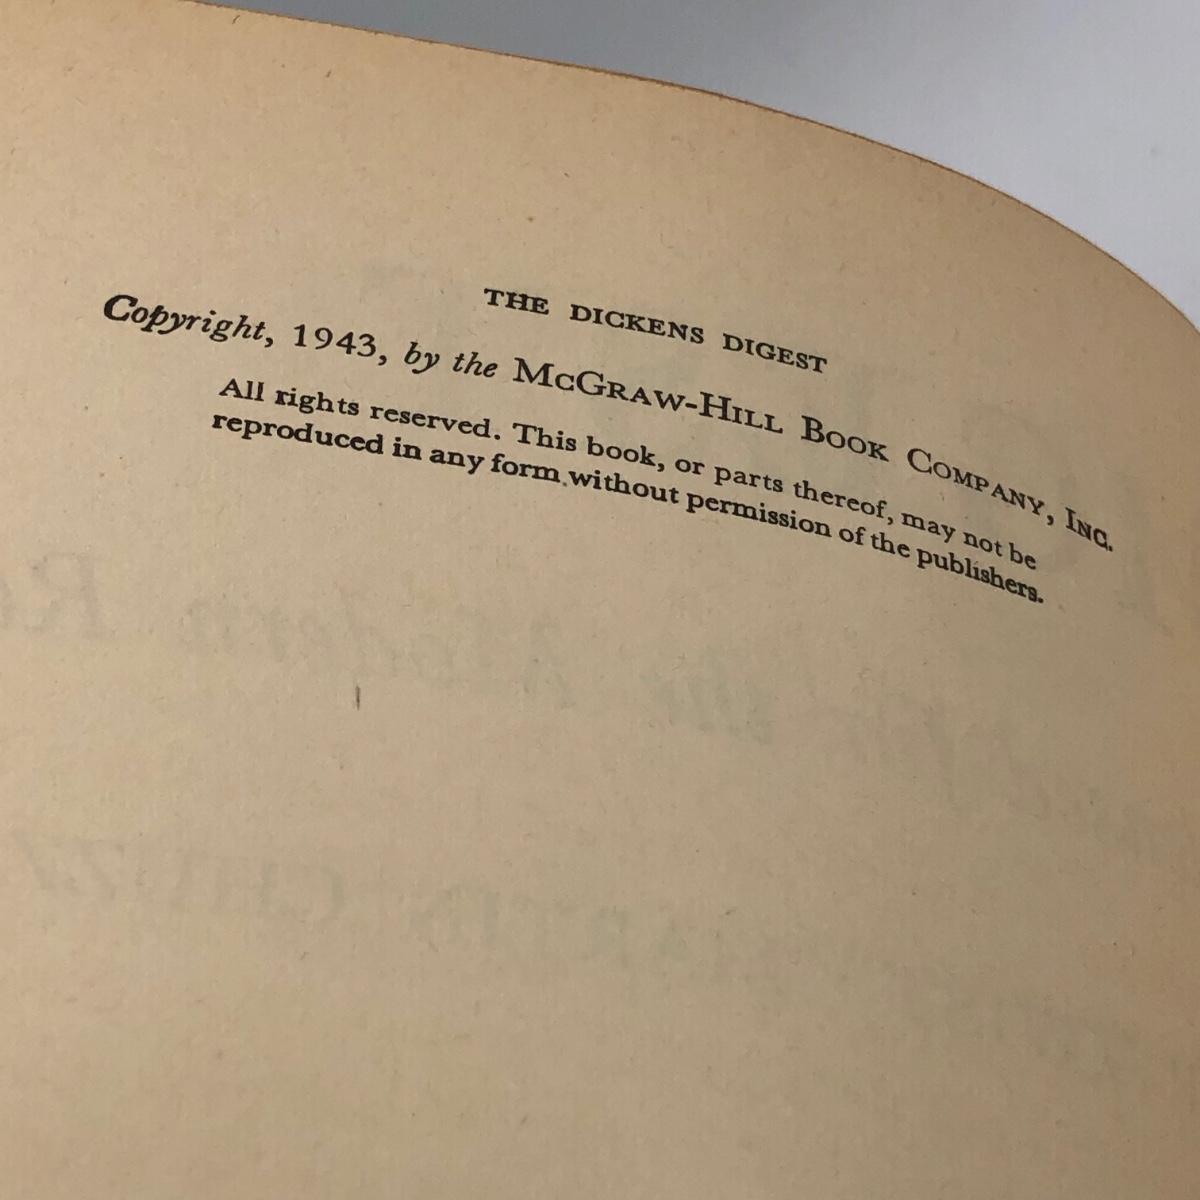 THE DICKENS DIGEST
Copyright, 1943, by the McGraw-Hill Book Company, Inc.
All rights reserved. This book, or parts thereof, may not be
reproduced in any form without permission of the publishers.